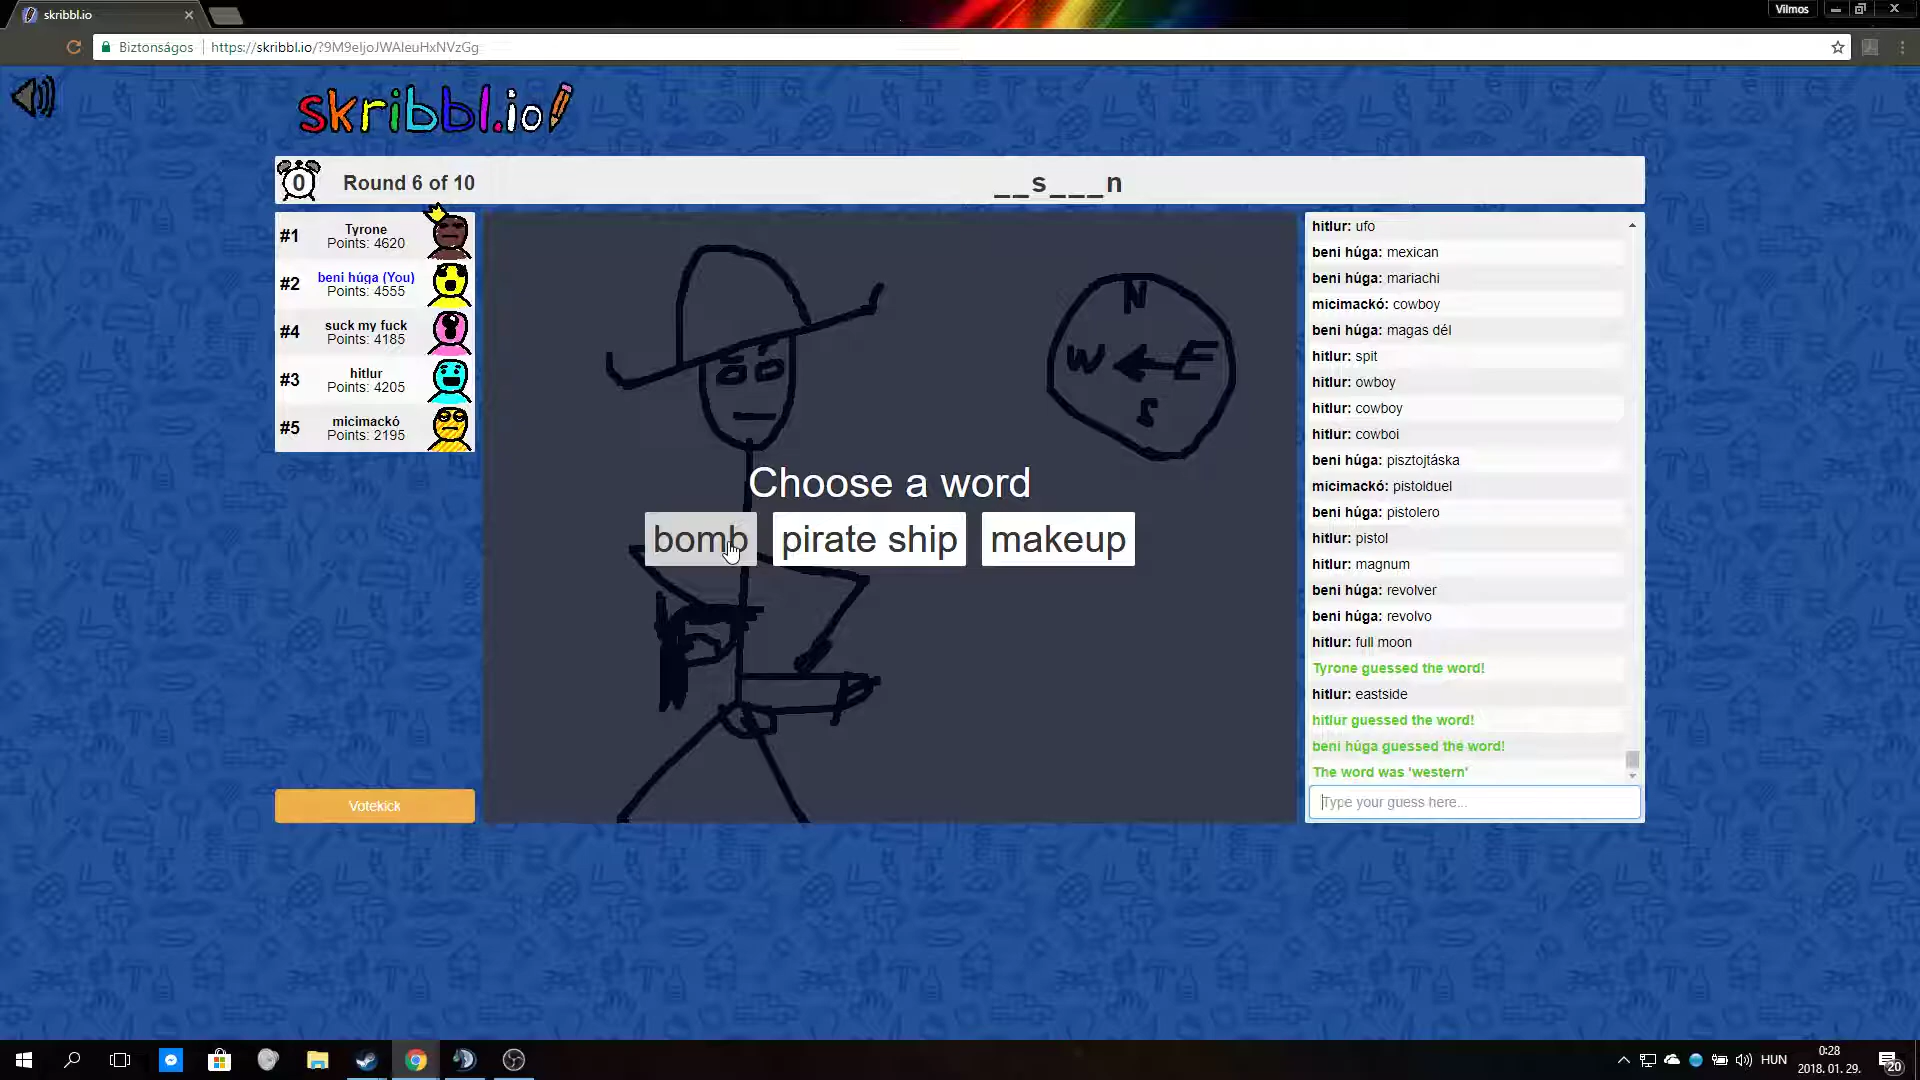 skribbl.io
Vilmos
Biztonságos
https://skribbl.io/?9M9eljoJWAleuHxNVzGg
skribbl.io
0
Round 6 of 10
__s___n
#1
Tyrone
Points: 4620
#2
beni húga (You)
Points: 4555
#4
suck my fuck
Points: 4185
#3
hitlur
Points: 4205
#5
micimackó
Points: 2195
Votekick
N
W
E
S
Choose a word
bomb
pirate ship
makeup
hitlur: ufo
beni húga: mexican
beni húga: mariachi
micimackó: cowboy
beni húga: magas dél
hitlur: spit
hitlur: owboy
hitlur: cowboy
hitlur: cowboi
beni húga: pisztojtáska
micimackó: pistolduel
beni húga: pistolero
hitlur: pistol
hitlur: magnum
beni húga: revolver
beni húga: revolvo
hitlur: full moon
Tyrone guessed the word!
hitlur: eastside
hitlur guessed the word!
beni húga guessed the word!
The word was 'western'
Type your guess here...
HUN
0:28
2018. 01. 29.
20